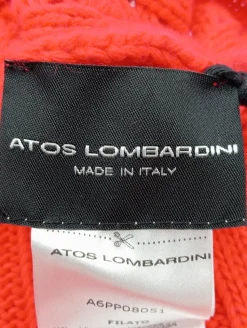 ATOS LOMBARDINI
MADE IN ITALY
ATOS LOMBARDINI
A6PP08051
FILATO